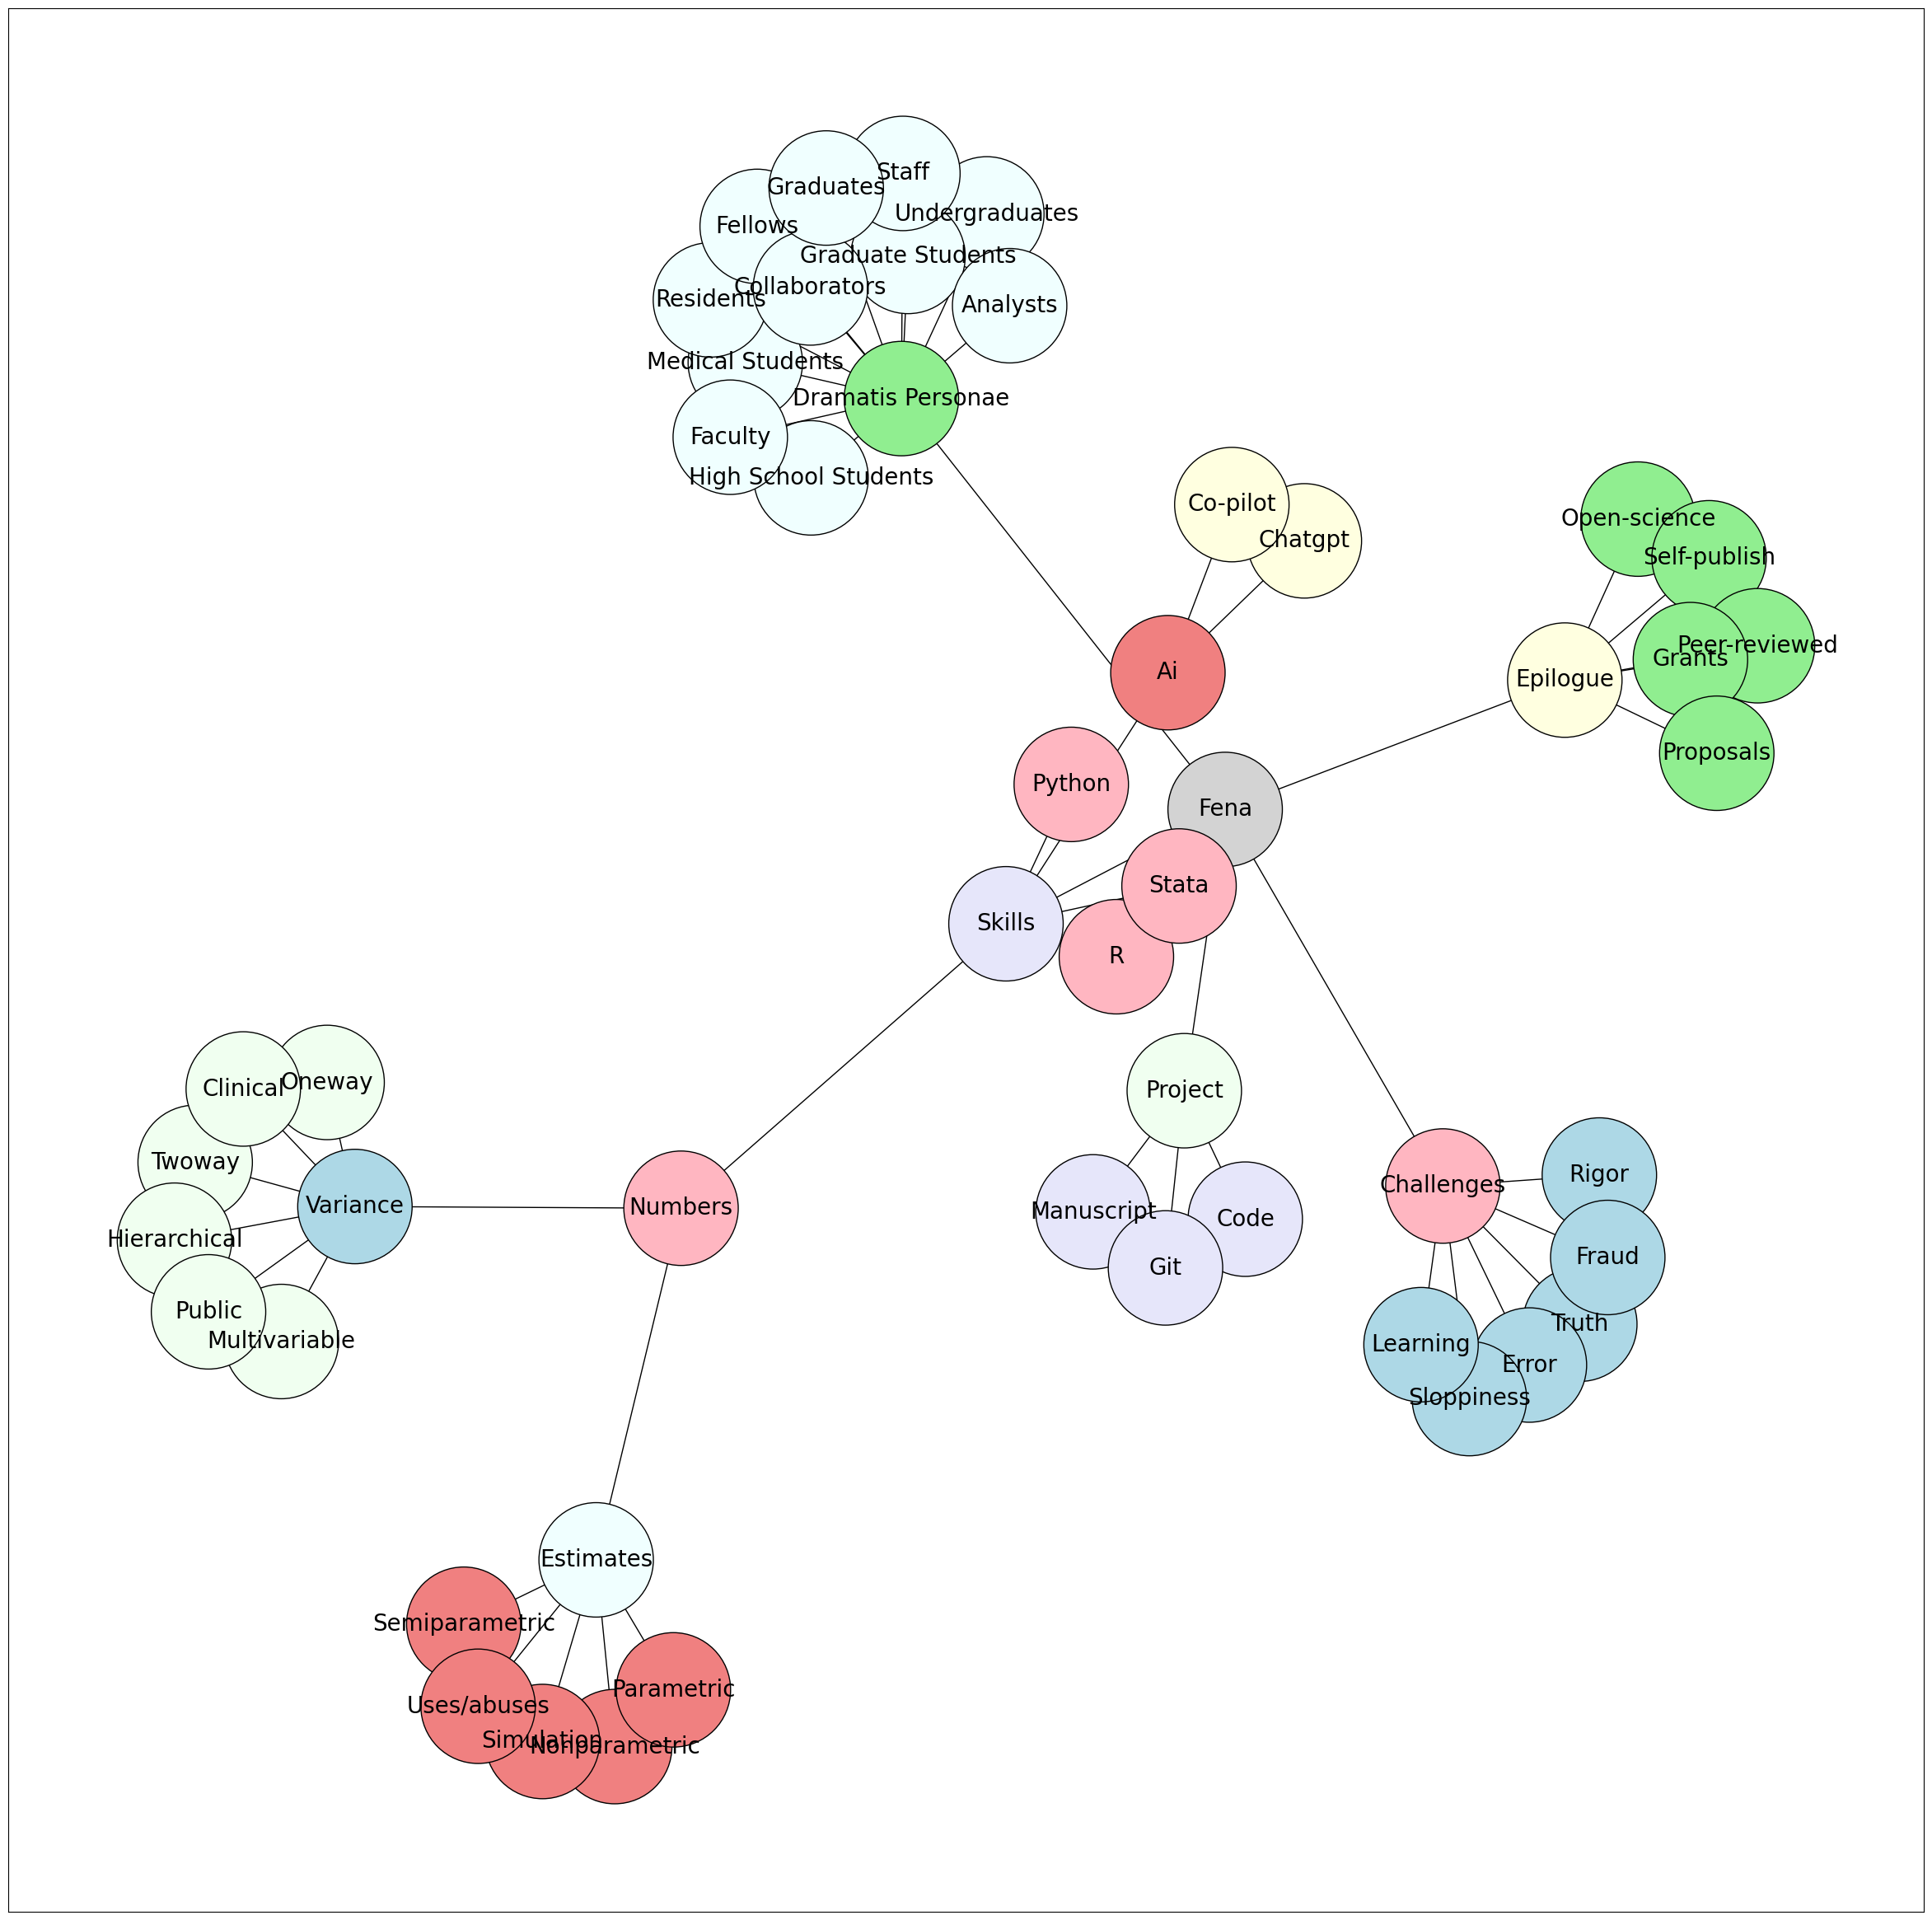 Staff
Graduates
Undergraduates
Fellows
Graduate Students
Collaborators
Residents
Analysts
Medical Students
Dramatis Personae
Faculty
High School Students
Co-pilot
Chatgpt
Open-science
Self-publish
Peer-reviewed
Grants
Ai
Epilogue
Proposals
Python
Fena
Stata
Skills
R
Oneway
Clinical
Project
Twoway
Rigor
Challenges
Variance
Numbers
Manuscript
Code
Hierarchical
Fraud
Git
Public
Truth
Multivariable
Learning
Error
Sloppiness
Estimates
Semiparametric
Parametric
Uses/abuses
Simulation
Nonparametric